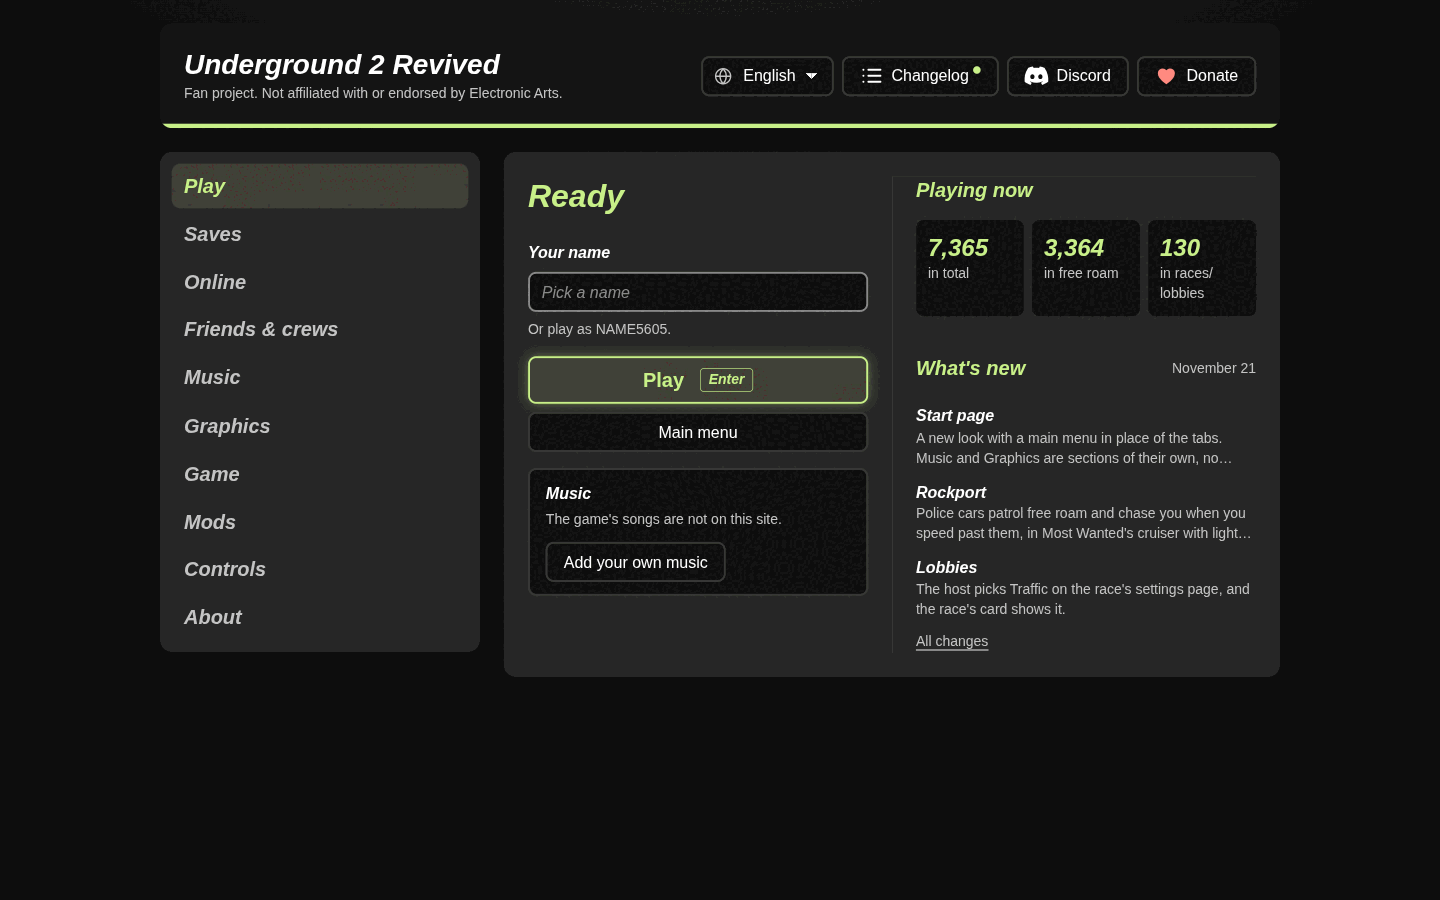 Underground 2 Revived
Fan project. Not affiliated with or endorsed by Electronic Arts.
English
Changelog
Discord
Donate
Play
Saves
Online
Friends & crews
Music
Graphics
Game
Mods
Controls
About
Ready
Your name
Pick a name
Or play as NAME5605.
Play Enter
Main menu
Music
The game's songs are not on this site.
Add your own music
Playing now
7,365
in total
3,364
in free roam
130
in races/
lobbies
What's new
November 21
Start page
A new look with a main menu in place of the tabs.
Music and Graphics are sections of their own, no…
Rockport
Police cars patrol free roam and chase you when you
speed past them, in Most Wanted's cruiser with light…
Lobbies
The host picks Traffic on the race's settings page, and
the race's card shows it.
All changes